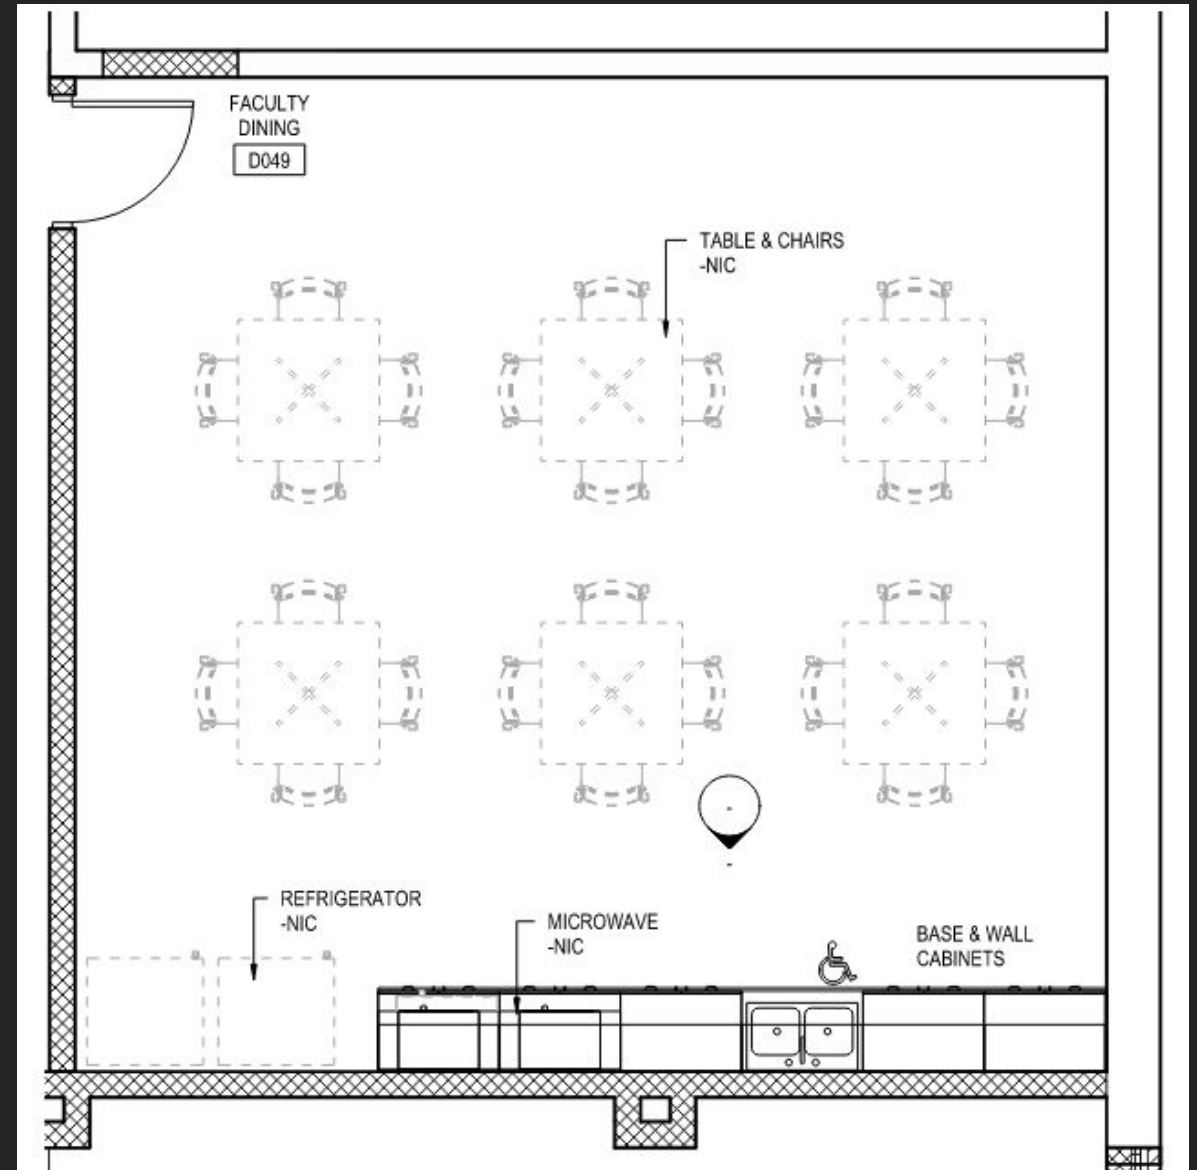 FACULTY
DINING
D049
TABLE & CHAIRS
-NIC
REFRIGERATOR
-NIC
MICROWAVE
-NIC
BASE & WALL
CABINETS
-
-